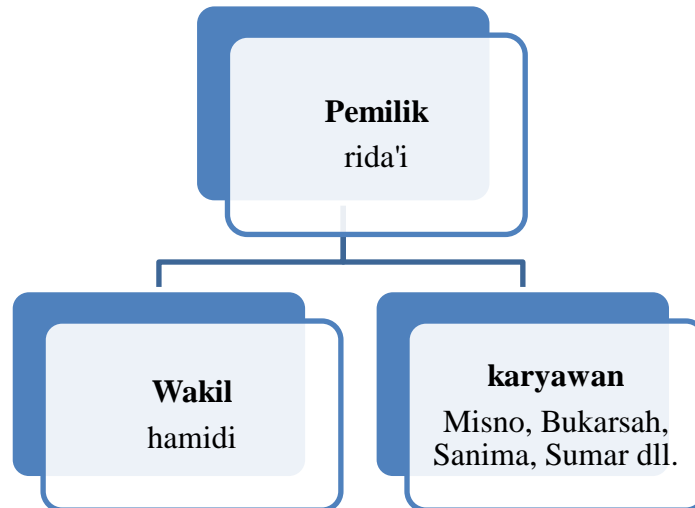 Pemilik
rida'i
Wakil
hamidi
karyawan
Misno, Bukarsah,
Sanima, Sumar dll.